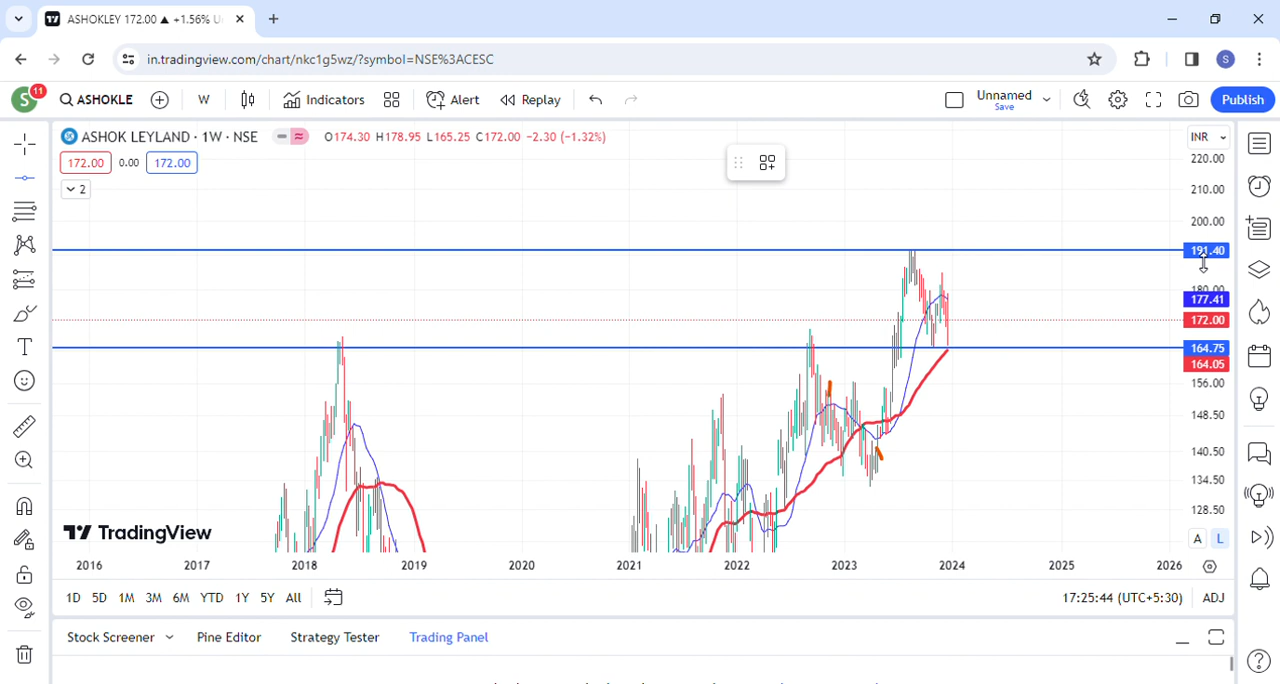 ASHOKLEY 172.00 ▲ +1.56% U
in.tradingview.com/chart/nkc1g5wz/?symbol=NSE%3ACESC
S
S
11
ASHOKLE
W
Indicators
Alert
Replay
Unnamed
Save
Publish
ASHOK LEYLAND · 1W · NSE
O174.30 H178.95 L165.25 C172.00 −2.30 (−1.32%)
INR
172.00
0.00
172.00
2
220.00
210.00
200.00
191.40
180.00
177.41
172.00
164.75
164.05
156.00
148.50
140.50
134.50
128.50
TradingView
A
L
2016
2017
2018
2019
2020
2021
2022
2023
2024
2025
2026
1D
5D
1M
3M
6M
YTD
1Y
5Y
All
17:25:44 (UTC+5:30)
ADJ
Stock Screener
Pine Editor
Strategy Tester
Trading Panel